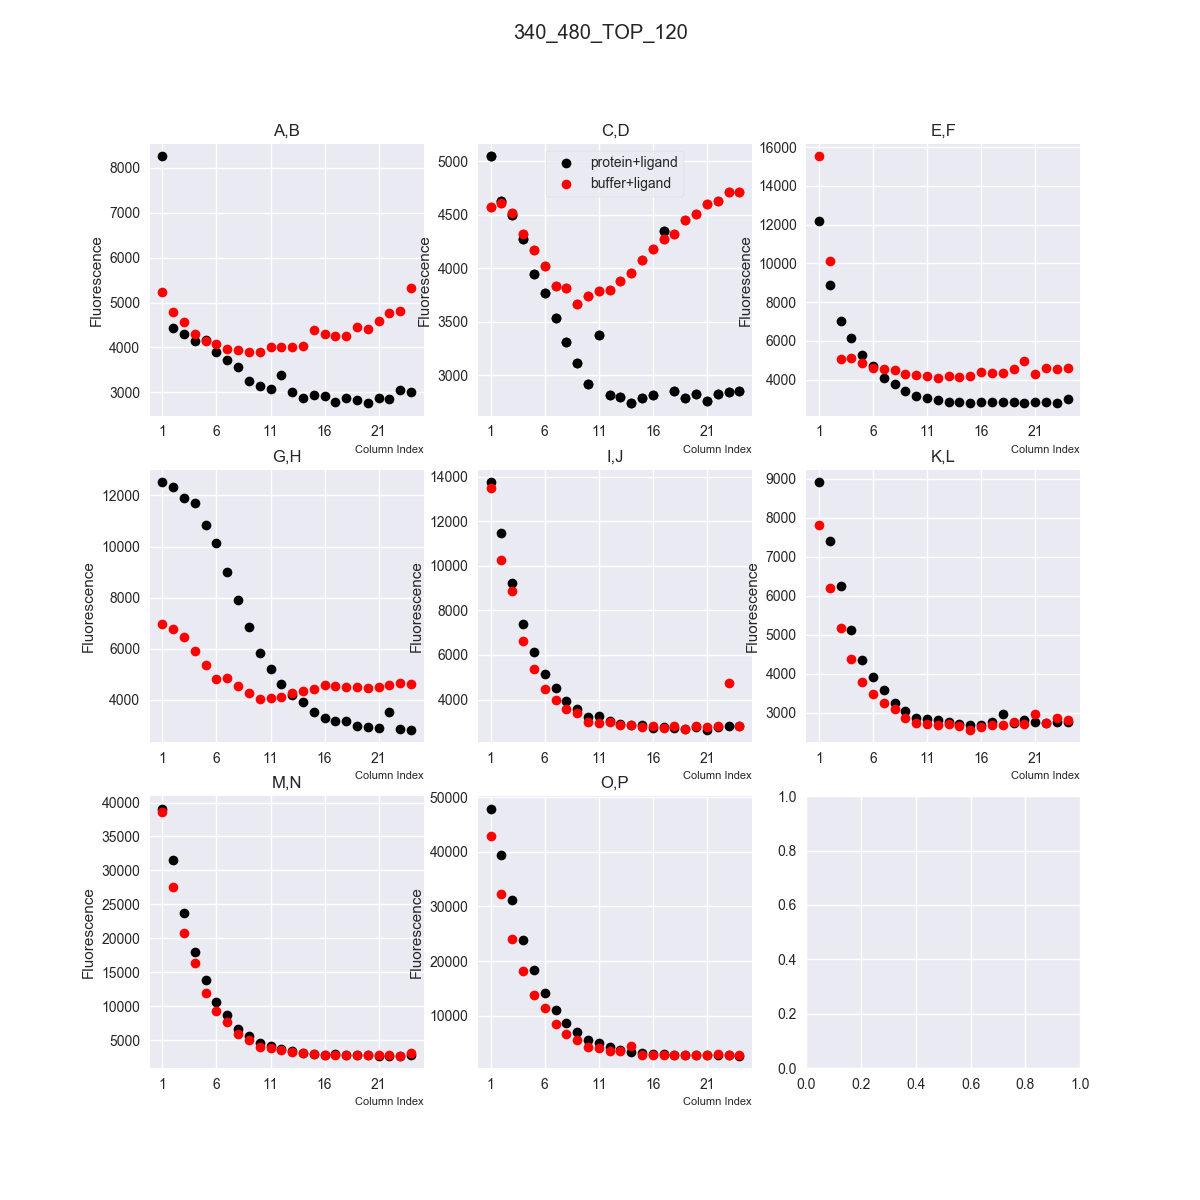 340_480_TOP_120
A,B
8000
7000
6000
5000
4000
3000
Fluorescence
1 6 11 16 21
Column Index
C,D
protein+ligand
buffer+ligand
5000
4500
4000
3500
3000
Fluorescence
1 6 11 16 21
Column Index
E,F
16000
14000
12000
10000
8000
6000
4000
Fluorescence
1 6 11 16 21
Column Index
G,H
12000
10000
8000
6000
4000
Fluorescence
1 6 11 16 21
Column Index
I,J
14000
12000
10000
8000
6000
4000
Fluorescence
1 6 11 16 21
Column Index
K,L
9000
8000
7000
6000
5000
4000
3000
Fluorescence
1 6 11 16 21
Column Index
M,N
40000
35000
30000
25000
20000
15000
10000
5000
Fluorescence
1 6 11 16 21
Column Index
O,P
50000
40000
30000
20000
10000
Fluorescence
1 6 11 16 21
Column Index
1.0
0.8
0.6
0.4
0.2
0.0
0.0 0.2 0.4 0.6 0.8 1.0